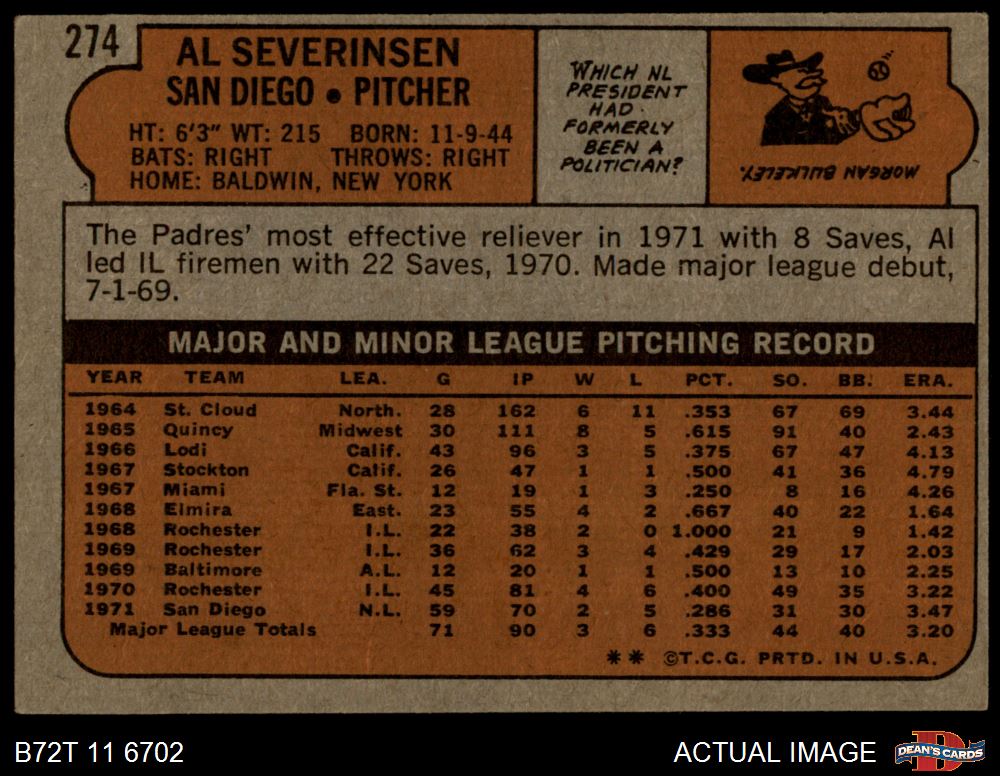 274
AL SEVERINSEN
SAN DIEGO • PITCHER
HT: 6'3" WT: 215 BORN: 11-9-44
BATS: RIGHT THROWS: RIGHT
HOME: BALDWIN, NEW YORK
WHICH NL
PRESIDENT
HAD
FORMERLY
BEEN A
POLITICIAN?
MORGAN BULKELEY.
The Padres' most effective reliever in 1971 with 8 Saves, Al
led IL firemen with 22 Saves, 1970. Made major league debut,
7-1-69.
MAJOR AND MINOR LEAGUE PITCHING RECORD
YEAR TEAM LEA. G IP W L PCT. SO. BB. ERA.
1964 St. Cloud North. 28 162 6 11 .353 67 69 3.44
1965 Quincy Midwest 30 111 8 5 .615 91 40 2.43
1966 Lodi Calif. 43 96 3 5 .375 67 47 4.13
1967 Stockton Calif. 26 47 1 1 .500 41 36 4.79
1967 Miami Fla. St. 12 19 1 3 .250 8 16 4.26
1968 Elmira East. 23 55 4 2 .667 40 22 1.64
1968 Rochester I.L. 22 38 2 0 1.000 21 9 1.42
1969 Rochester I.L. 36 62 3 4 .429 29 17 2.03
1969 Baltimore A.L. 12 20 1 1 .500 13 10 2.25
1970 Rochester I.L. 45 81 4 6 .400 49 35 3.22
1971 San Diego N.L. 59 70 2 5 .286 31 30 3.47
Major League Totals 71 90 3 6 .333 44 40 3.20
** ©T.C.G. PRTD. IN U.S.A.
B72T 11 6702
ACTUAL IMAGE
D
DEAN'S CARDS